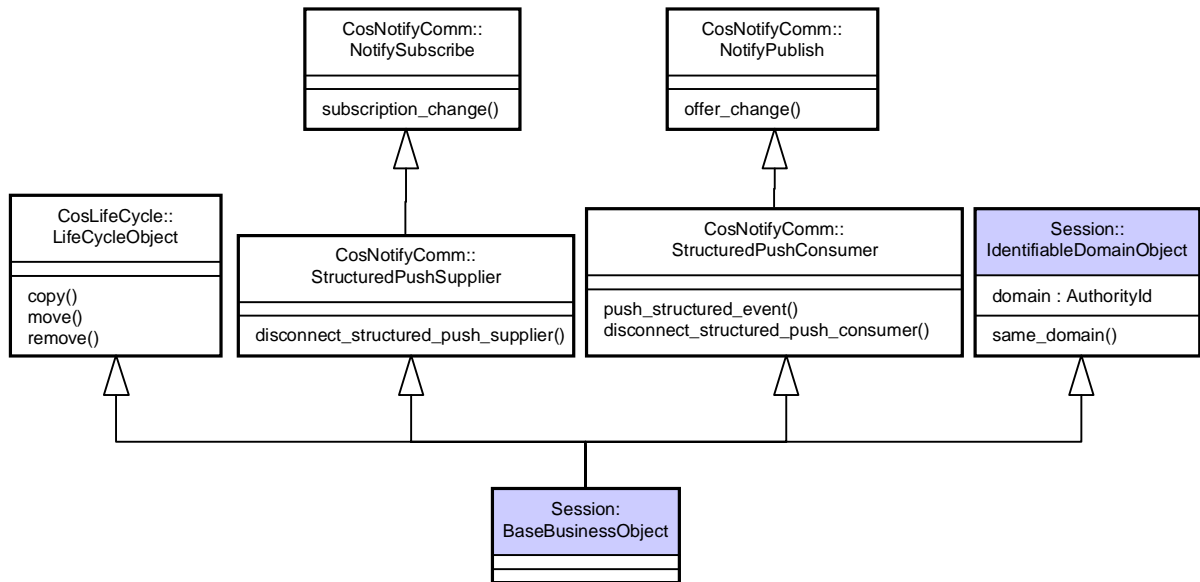 CosNotifyComm::
NotifySubscribe
subscription_change()
CosNotifyComm::
NotifyPublish
offer_change()
CosLifeCycle::
LifeCycleObject
copy()
move()
remove()
CosNotifyComm::
StructuredPushSupplier
disconnect_structured_push_supplier()
CosNotifyComm::
StructuredPushConsumer
push_structured_event()
disconnect_structured_push_consumer()
Session::
IdentifiableDomainObject
domain : AuthorityId
same_domain()
Session:
BaseBusinessObject